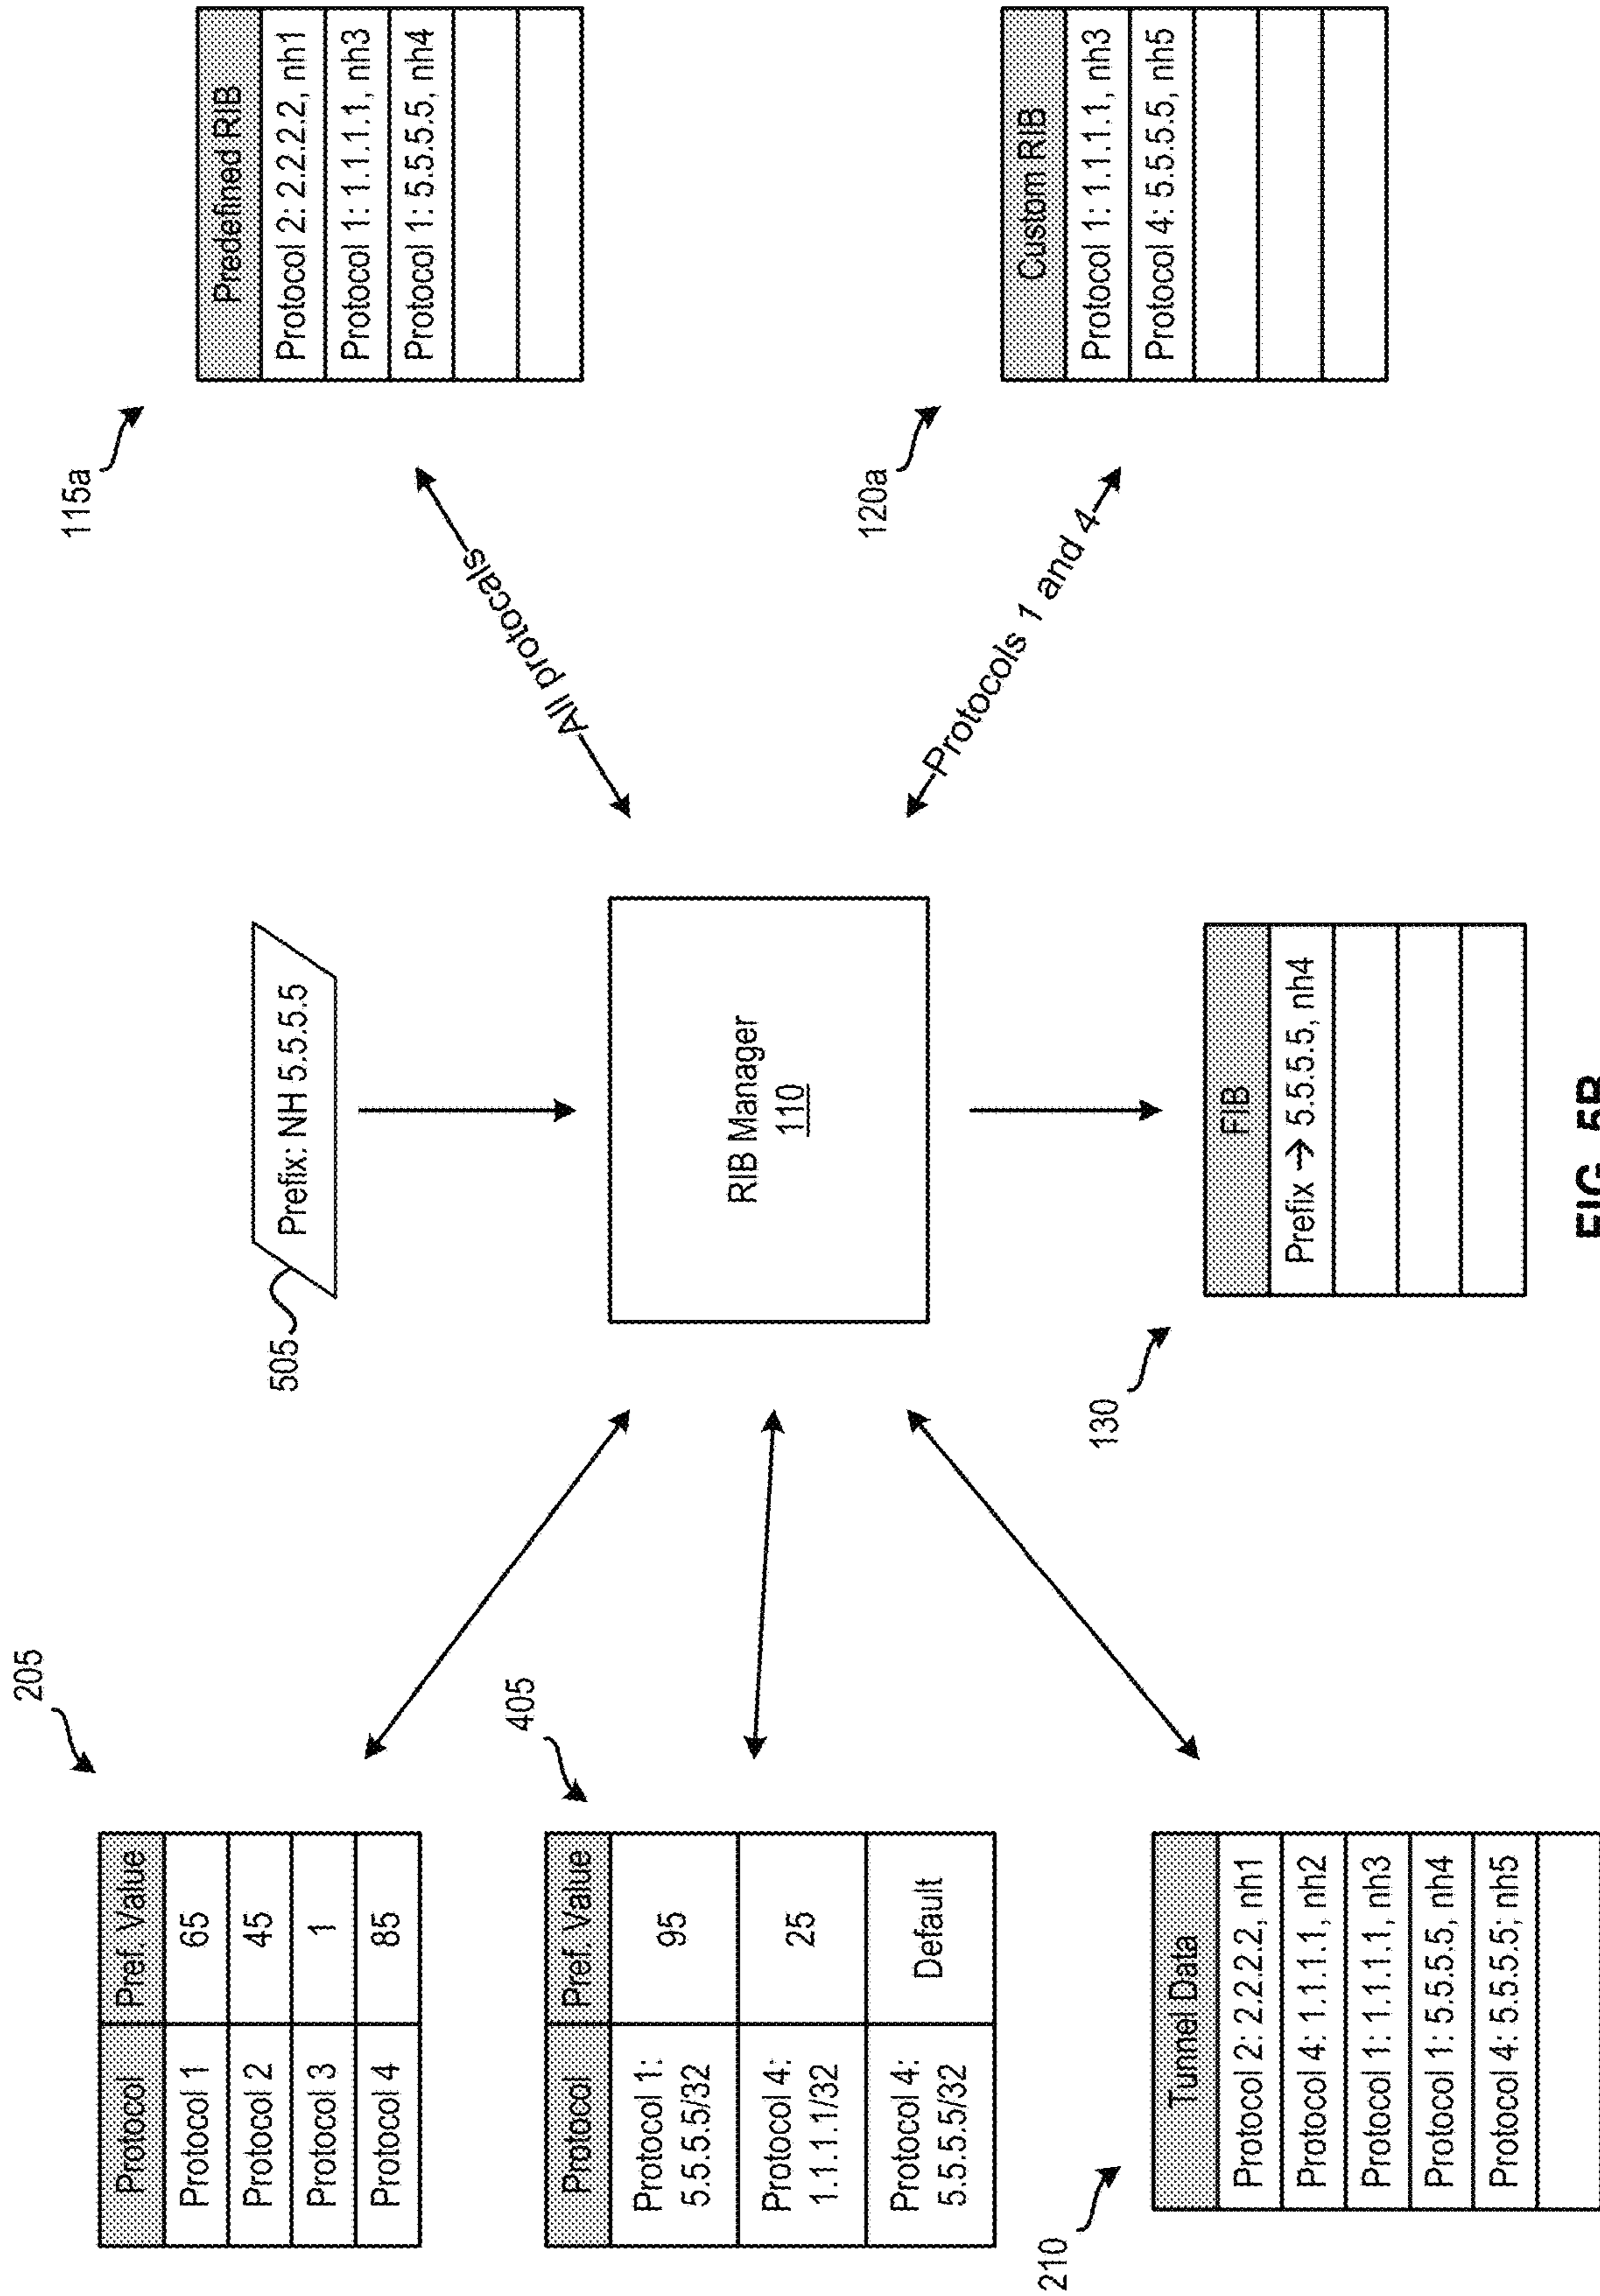 205
Protocol Pref. Value
Protocol 1 65
Protocol 2 45
Protocol 3 1
Protocol 4 85
405
Protocol Pref. Value
Protocol 1:
5.5.5.5/32
95
Protocol 4:
1.1.1.1/32
25
Protocol 4:
5.5.5.5/32
Default
210
Tunnel Data
Protocol 2: 2.2.2.2, nh1
Protocol 4: 1.1.1.1, nh2
Protocol 1: 1.1.1.1, nh3
Protocol 1: 5.5.5.5, nh4
Protocol 4: 5.5.5.5, nh5
505
Prefix: NH 5.5.5.5
RIB Manager
110
130
FIB
Prefix → 5.5.5.5, nh4
All protocals
115a
Predefined RIB
Protocol 2: 2.2.2.2, nh1
Protocol 1: 1.1.1.1, nh3
Protocol 1: 5.5.5.5, nh4
Protocols 1 and 4
120a
Custom RIB
Protocol 1: 1.1.1.1, nh3
Protocol 4: 5.5.5.5, nh5
FIG. 5B